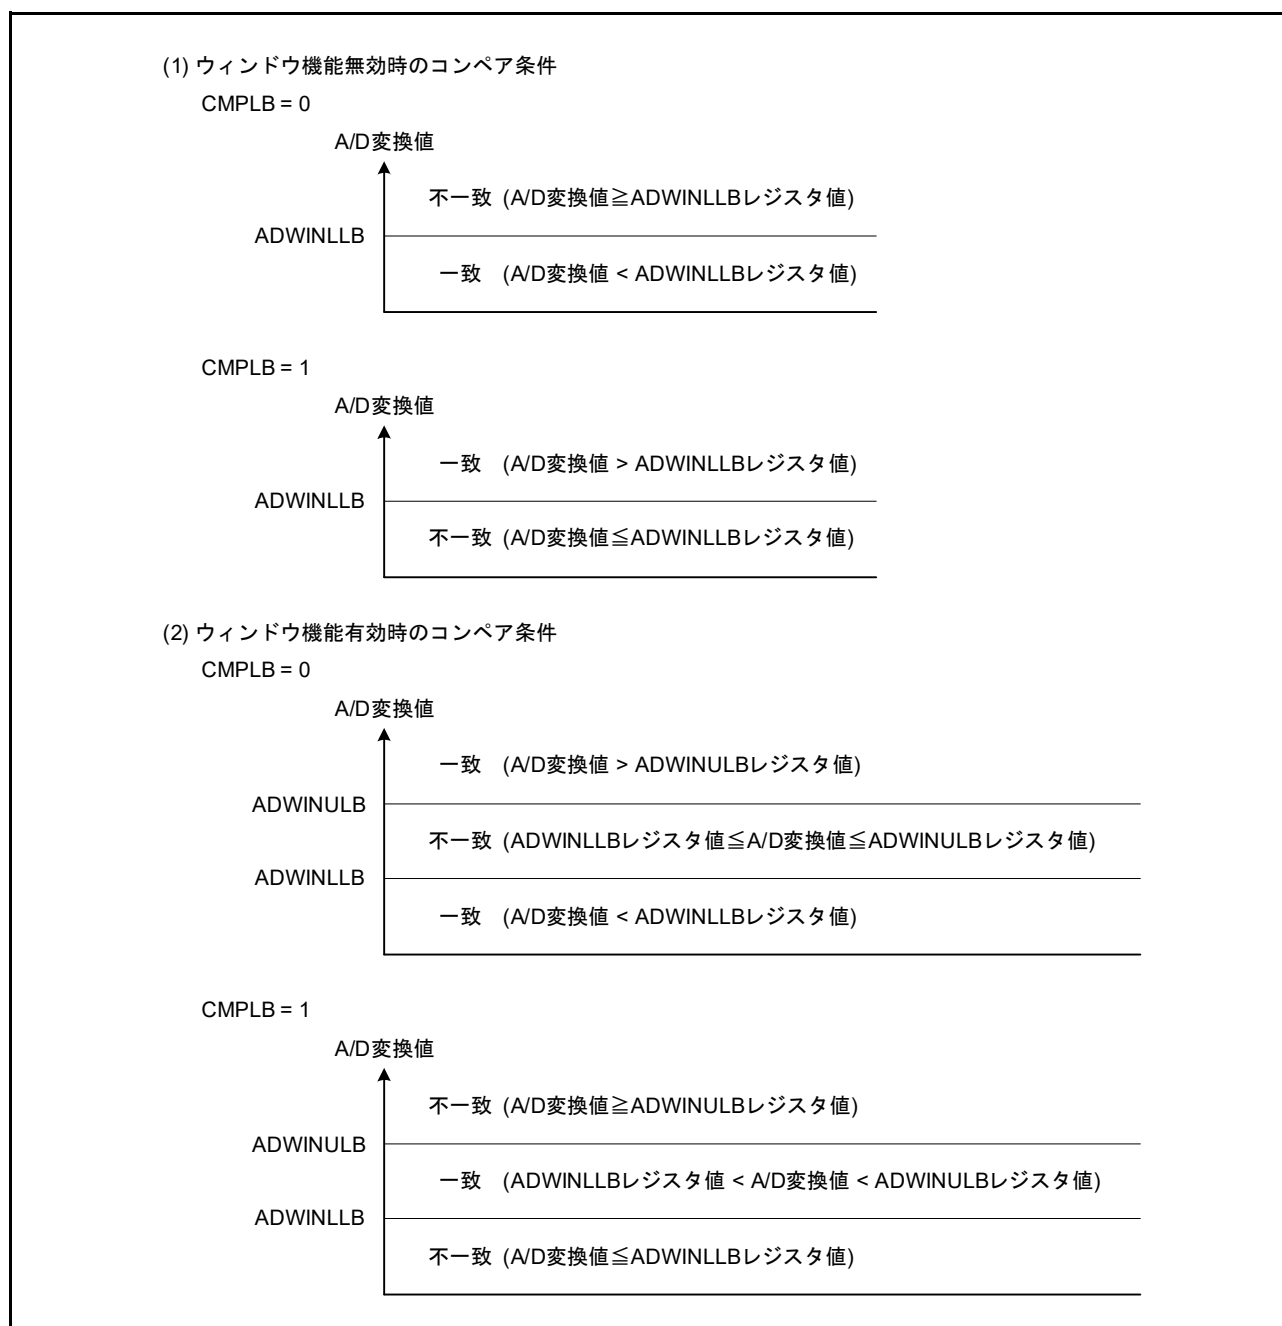 (1) ウィンドウ機能無効時のコンペア条件
CMPLB = 0
A/D変換値
不一致 (A/D変換値≧ADWINLLBレジスタ値)
ADWINLLB
一致 (A/D変換値 < ADWINLLBレジスタ値)
CMPLB = 1
A/D変換値
一致 (A/D変換値 > ADWINLLBレジスタ値)
ADWINLLB
不一致 (A/D変換値≦ADWINLLBレジスタ値)
(2) ウィンドウ機能有効時のコンペア条件
CMPLB = 0
A/D変換値
一致 (A/D変換値 > ADWINULBレジスタ値)
ADWINULB
不一致 (ADWINLLBレジスタ値≦A/D変換値≦ADWINULBレジスタ値)
ADWINLLB
一致 (A/D変換値 < ADWINLLBレジスタ値)
CMPLB = 1
A/D変換値
不一致 (A/D変換値≧ADWINULBレジスタ値)
ADWINULB
一致 (ADWINLLBレジスタ値 < A/D変換値 < ADWINULBレジスタ値)
ADWINLLB
不一致 (A/D変換値≦ADWINLLBレジスタ値)